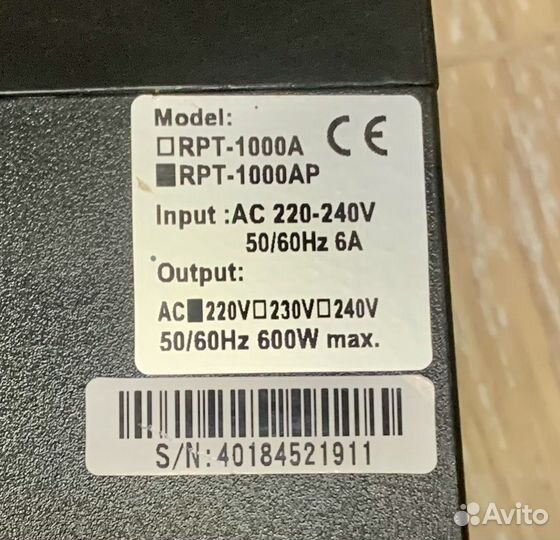 Model:
□RPT-1000A CE
■RPT-1000AP
Input :AC 220-240V
50/60Hz 6A
Output:
AC■220V□230V□240V
50/60Hz 600W max.
S/N:40184521911
Avito